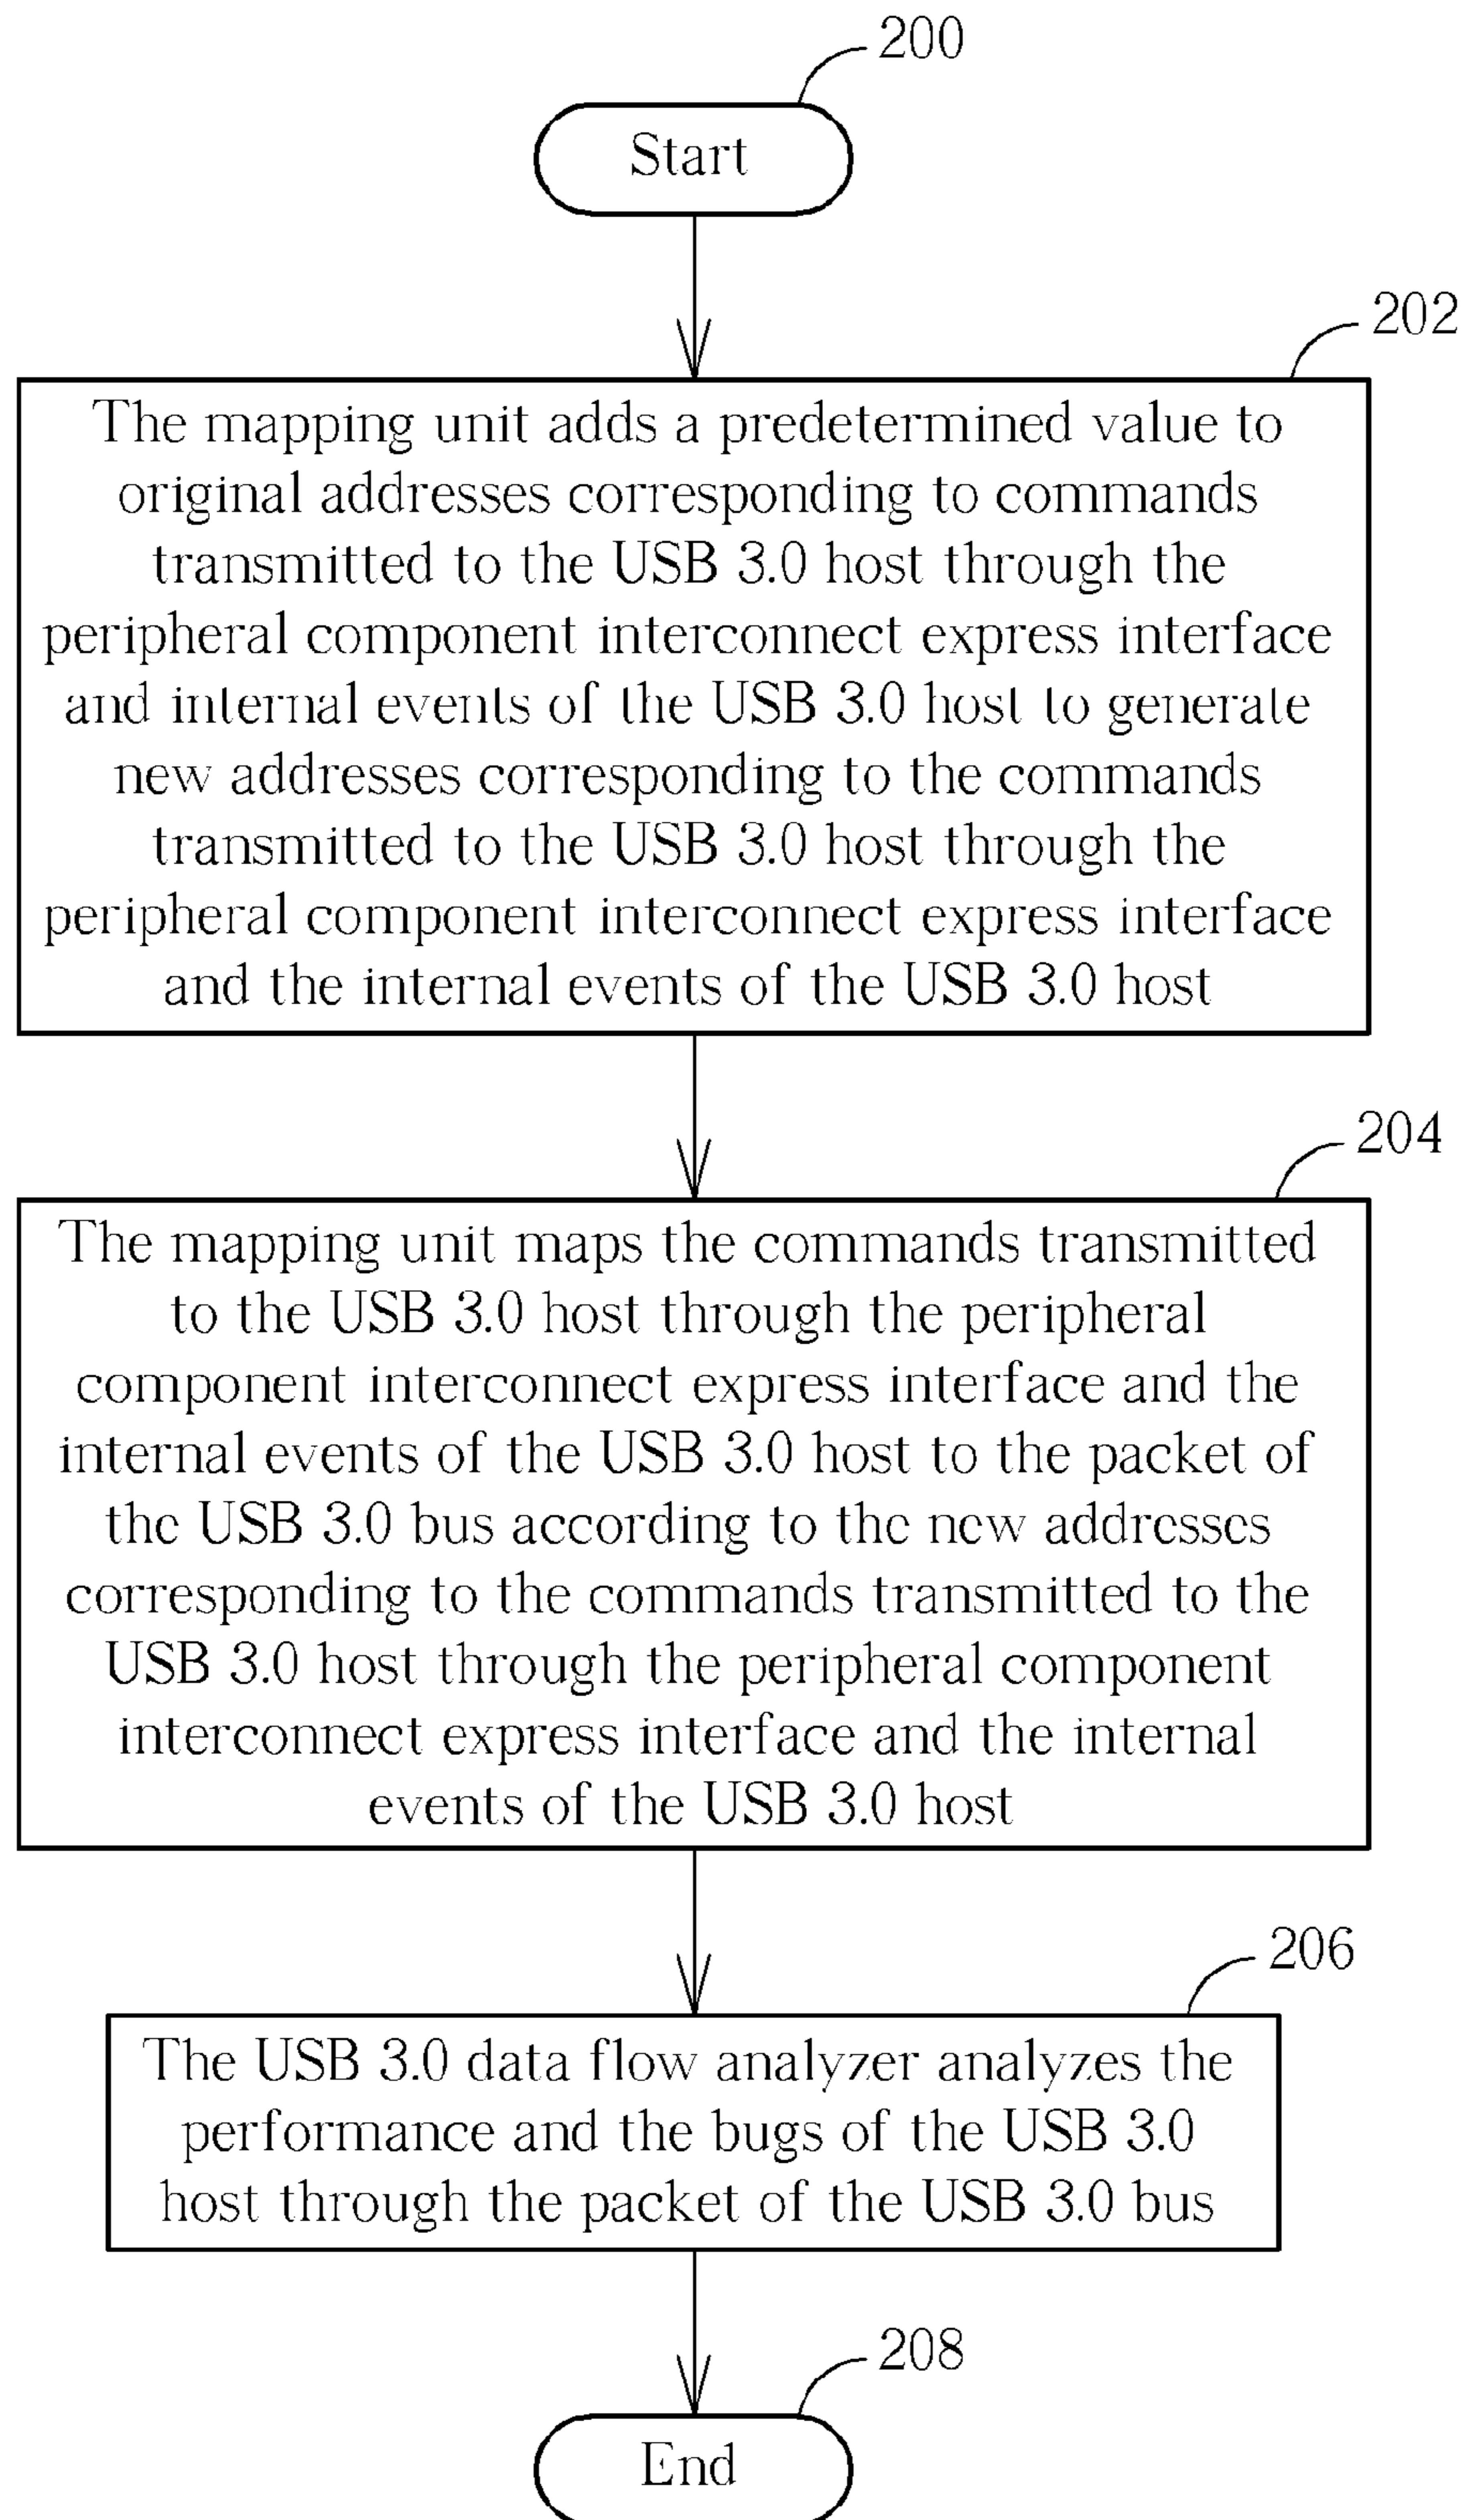 200
Start
202
The mapping unit adds a predetermined value to
original addresses corresponding to commands
transmitted to the USB 3.0 host through the
peripheral component interconnect express interface
and internal events of the USB 3.0 host to generate
new addresses corresponding to the commands
transmitted to the USB 3.0 host through the
peripheral component interconnect express interface
and the internal events of the USB 3.0 host
204
The mapping unit maps the commands transmitted
to the USB 3.0 host through the peripheral
component interconnect express interface and the
internal events of the USB 3.0 host to the packet of
the USB 3.0 bus according to the new addresses
corresponding to the commands transmitted to the
USB 3.0 host through the peripheral component
interconnect express interface and the internal
events of the USB 3.0 host
206
The USB 3.0 data flow analyzer analyzes the
performance and the bugs of the USB 3.0
host through the packet of the USB 3.0 bus
208
End